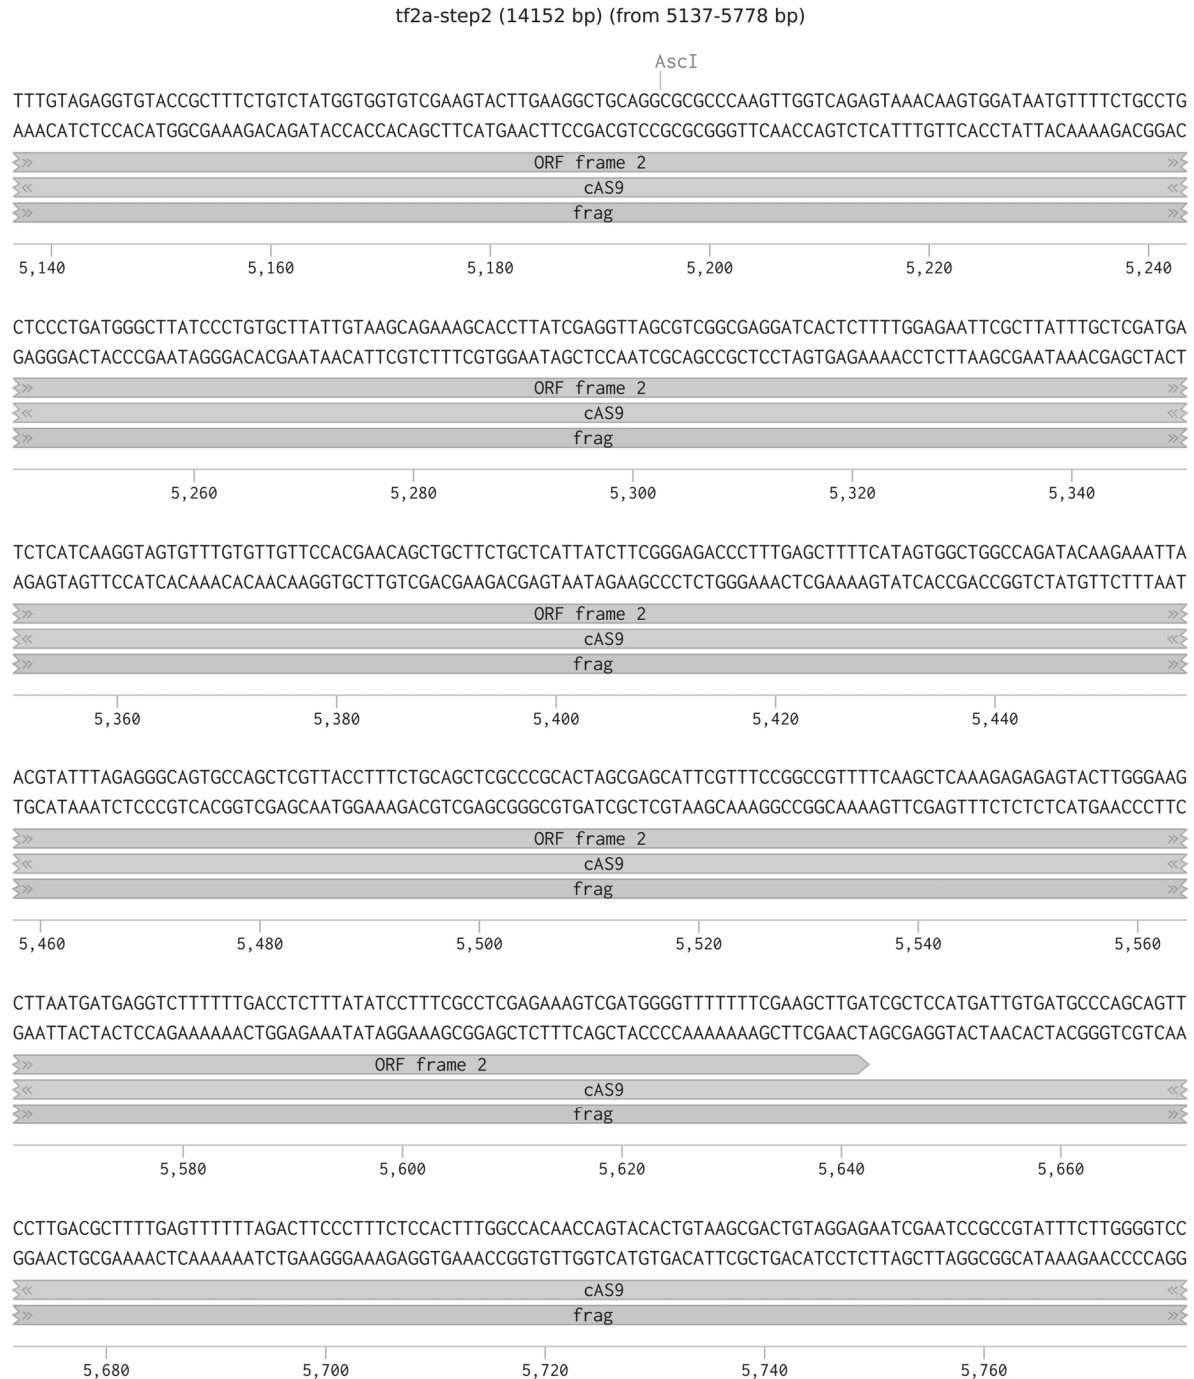 tf2a-step2 (14152 bp) (from 5137-5778 bp)
AscI
TTTGTAGAGGTGTACCGCTTTCTGTCTATGGTGGTGTCGAAGTACTTGAAGGCTGCAGGCGCGCCCAAGTTGGTCAGAGTAAACAAGTGGATAATGTTTTCTGCCTG
AAACATCTCCACATGGCGAAAGACAGATACCACCACAGCTTCATGAACTTCCGACGTCCGCGCGGGTTCAACCAGTCTCATTTGTTCACCTATTACAAAAGACGGAC
ORF frame 2
cAS9
frag
5,140 5,160 5,180 5,200 5,220 5,240
CTCCCTGATGGGCTTATCCCTGTGCTTATTGTAAGCAGAAAGCACCTTATCGAGGTTAGCGTCGGCGAGGATCACTCTTTTGGAGAATTCGCTTATTTGCTCGATGA
GAGGGACTACCCGAATAGGGACACGAATAACATTCGTCTTTCGTGGAATAGCTCCAATCGCAGCCGCTCCTAGTGAGAAAACCTCTTAAGCGAATAAACGAGCTACT
ORF frame 2
cAS9
frag
5,260 5,280 5,300 5,320 5,340
TCTCATCAAGGTAGTGTTTGTGTTGTTCCACGAACAGCTGCTTCTGCTCATTATCTTCGGGAGACCCTTTGAGCTTTTCATAGTGGCTGGCCAGATACAAGAAATTA
AGAGTAGTTCCATCACAAACACAACAAGGTGCTTGTCGACGAAGACGAGTAATAGAAGCCCTCTGGGAAACTCGAAAAGTATCACCGACCGGTCTATGTTCTTTAAT
ORF frame 2
cAS9
frag
5,360 5,380 5,400 5,420 5,440
ACGTATTTAGAGGGCAGTGCCAGCTCGTTACCTTTCTGCAGCTCGCCCGCACTAGCGAGCATTCGTTTCCGGCCGTTTTCAAGCTCAAAGAGAGAGTACTTGGGAAG
TGCATAAATCTCCCGTCACGGTCGAGCAATGGAAAGACGTCGAGCGGGCGTGATCGCTCGTAAGCAAAGGCCGGCAAAAGTTCGAGTTTCTCTCTCATGAACCCTTC
ORF frame 2
cAS9
frag
5,460 5,480 5,500 5,520 5,540 5,560
CTTAATGATGAGGTCTTTTTTGACCTCTTTATATCCTTTCGCCTCGAGAAAGTCGATGGGGTTTTTTTCGAAGCTTGATCGCTCCATGATTGTGATGCCCAGCAGTT
GAATTACTACTCCAGAAAAAACTGGAGAAATATAGGAAAGCGGAGCTCTTTCAGCTACCCCAAAAAAAGCTTCGAACTAGCGAGGTACTAACACTACGGGTCGTCAA
ORF frame 2
cAS9
frag
5,580 5,600 5,620 5,640 5,660
CCTTGACGCTTTTGAGTTTTTTAGACTTCCCTTTCTCCACTTTGGCCACAACCAGTACACTGTAAGCGACTGTAGGAGAATCGAATCCGCCGTATTTCTTGGGGTCC
GGAACTGCGAAAACTCAAAAAATCTGAAGGGAAAGAGGTGAAACCGGTGTTGGTCATGTGACATTCGCTGACATCCTCTTAGCTTAGGCGGCATAAAGAACCCCAGG
cAS9
frag
5,680 5,700 5,720 5,740 5,760